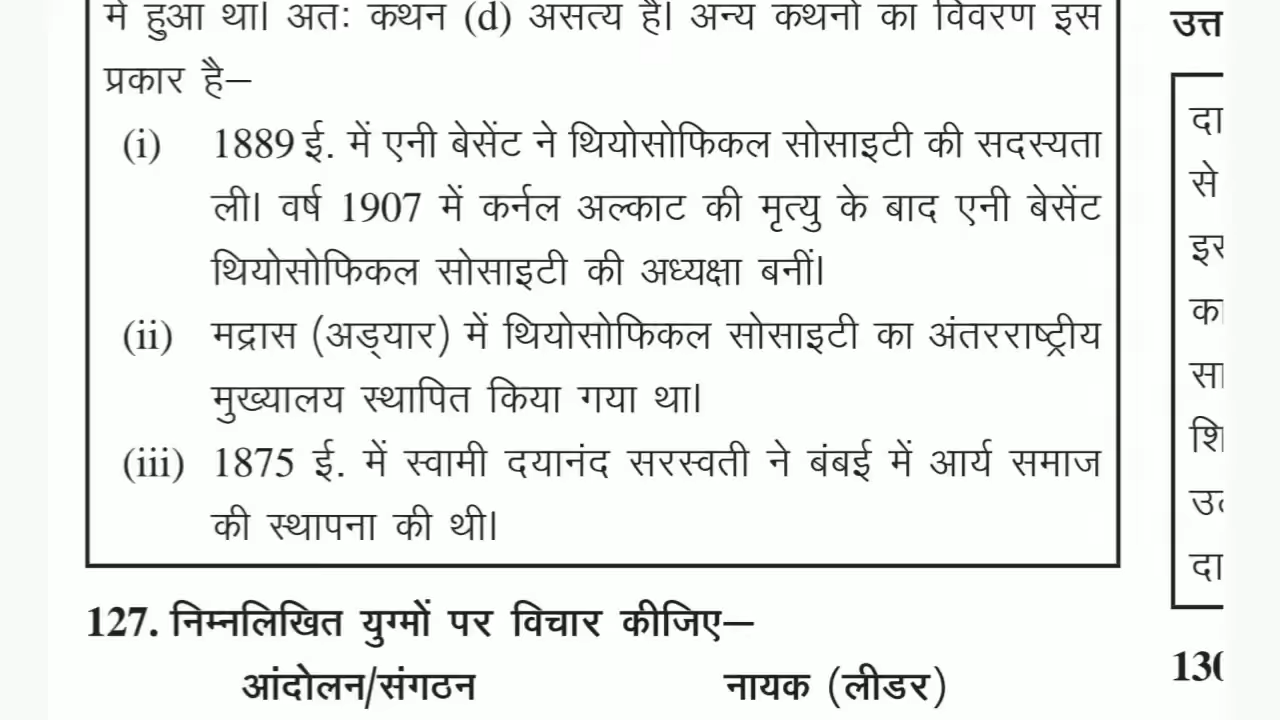 में हुआ था। अतः कथन (d) असत्य है। अन्य कथनों का विवरण इस
प्रकार है–
(i) 1889 ई. में एनी बेसेंट ने थियोसोफिकल सोसाइटी की सदस्यता
ली। वर्ष 1907 में कर्नल अल्काट की मृत्यु के बाद एनी बेसेंट
थियोसोफिकल सोसाइटी की अध्यक्षा बनीं।
(ii) मद्रास (अड्यार) में थियोसोफिकल सोसाइटी का अंतरराष्ट्रीय
मुख्यालय स्थापित किया गया था।
(iii) 1875 ई. में स्वामी दयानंद सरस्वती ने बंबई में आर्य समाज
की स्थापना की थी।
127. निम्नलिखित युग्मों पर विचार कीजिए–
आंदोलन/संगठन नायक (लीडर)
उत्त
दा
से
का
सा
शि
दा